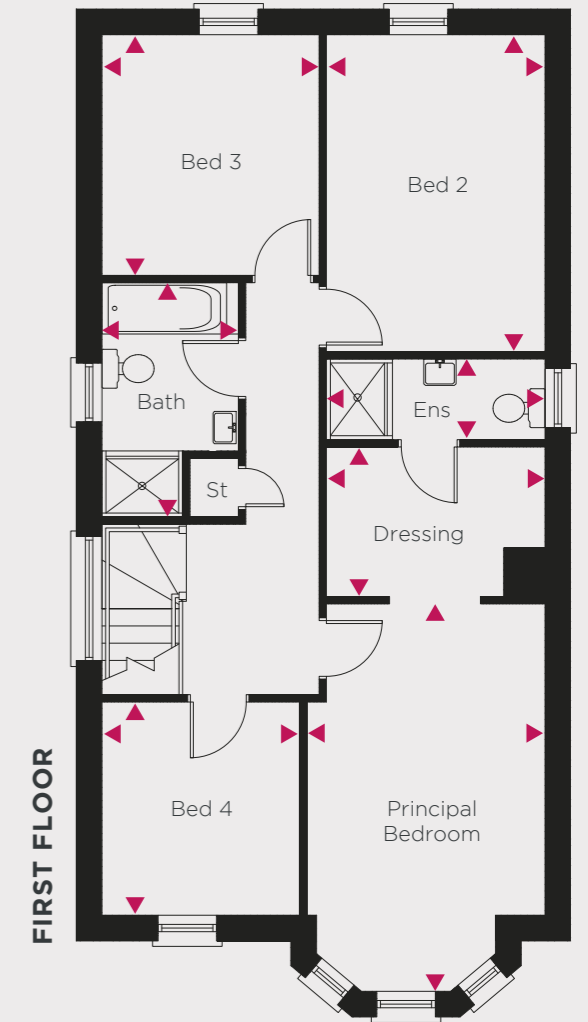 Bed 3
Bed 2
Bath
Ens
St
Dressing
Bed 4
Principal
Bedroom
FIRST FLOOR